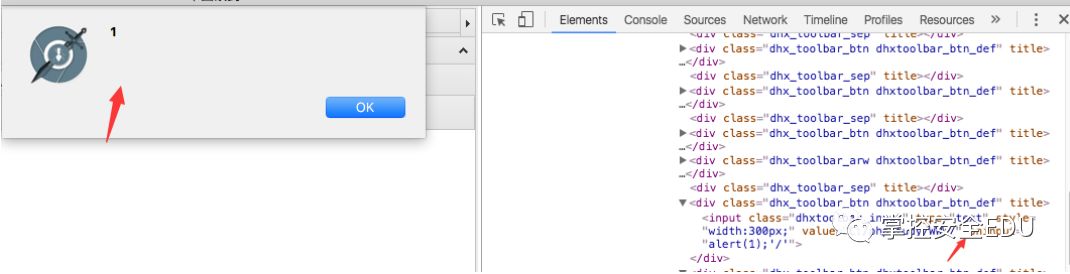 1
OK
Elements Console Sources Network Timeline Profiles Resources »
<div class="dhx_toolbar_sep" title></div>
▶<div class="dhx_toolbar_btn dhxtoolbar_btn_def" title>
…</div>
<div class="dhx_toolbar_sep" title></div>
▶<div class="dhx_toolbar_btn dhxtoolbar_btn_def" title>
…</div>
<div class="dhx_toolbar_sep" title></div>
▶<div class="dhx_toolbar_btn dhxtoolbar_btn_def" title>
…</div>
▶<div class="dhx_toolbar_arw dhxtoolbar_btn_def" title>
…</div>
<div class="dhx_toolbar_sep" title></div>
▼<div class="dhx_toolbar_btn dhxtoolbar_btn_def" title>
<input class="dhxtoolbar_input" type="text" style=
"width:300px;" value=
"alert(1);'/'">
</div>
掌控安全EDU